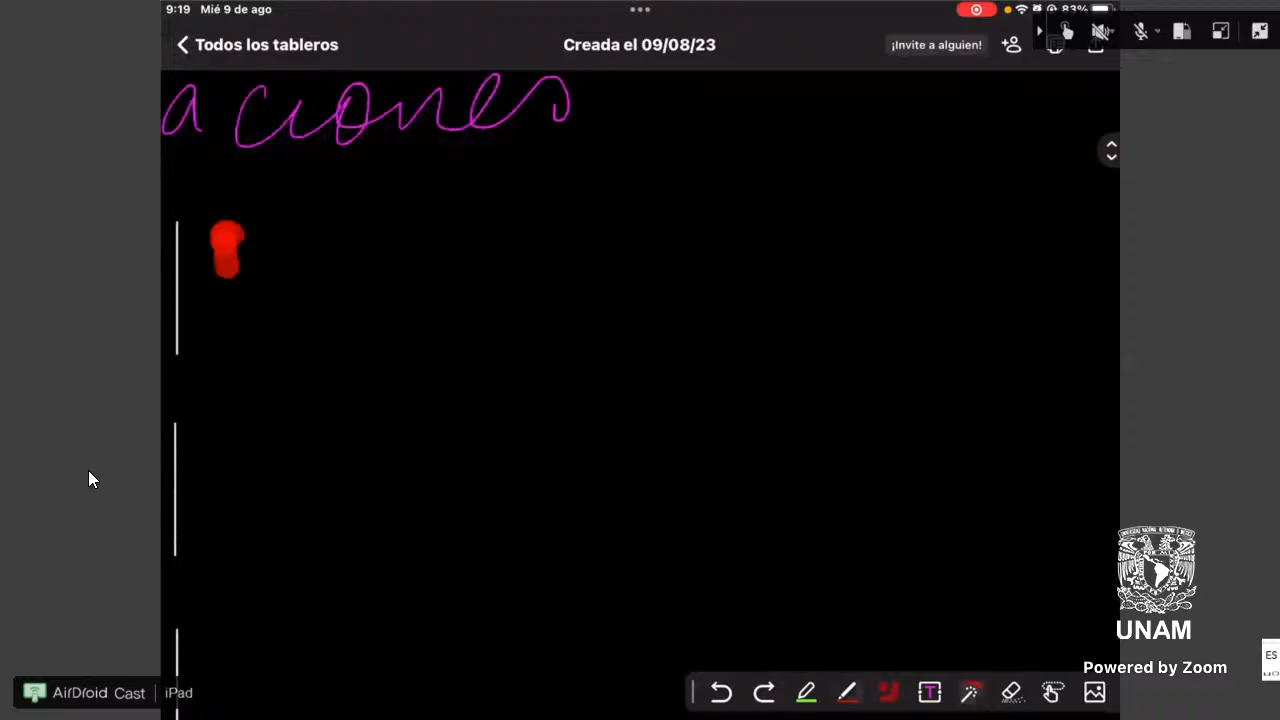 9:19 Mié 9 de ago 83%
Todos los tableros Creada el 09/08/23 ¡Invite a alguien!
aciones
UNAM
ES
Powered by Zoom
AirDroid Cast iPad
T